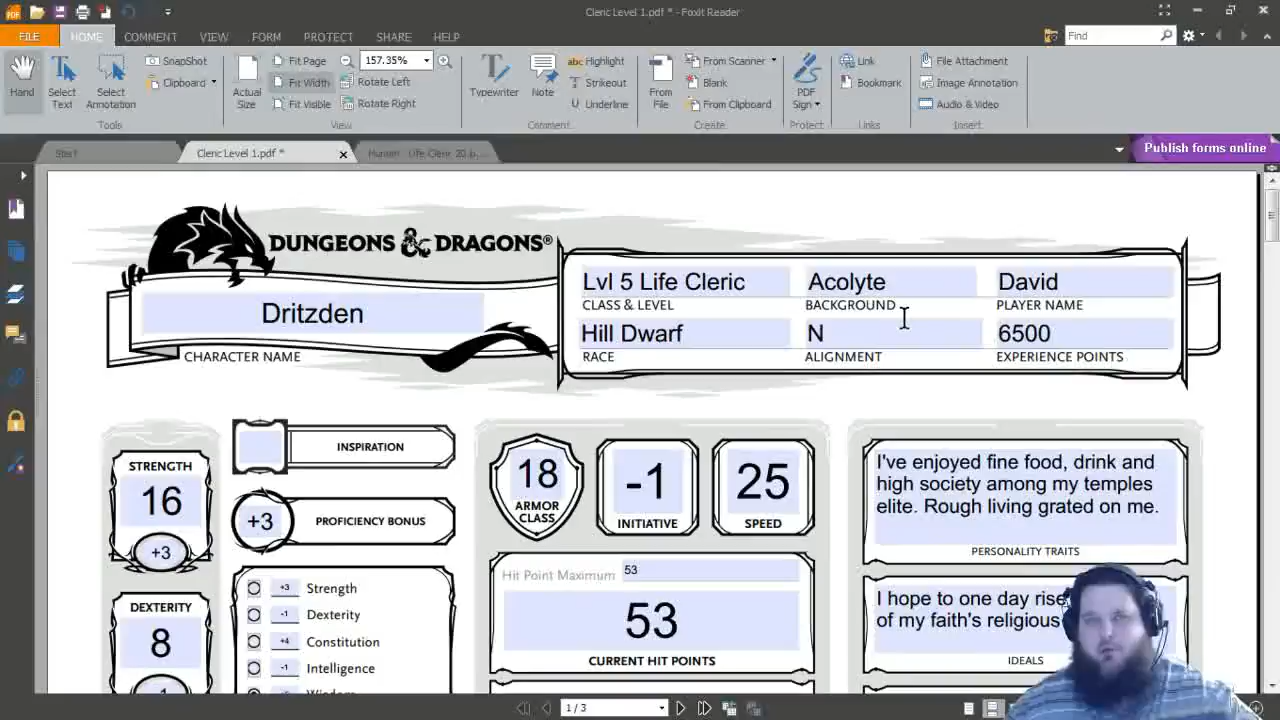 Cleric Level 1.pdf * - Foxit Reader
FILE HOME COMMENT VIEW FORM PROTECT SHARE HELP
Find
Hand
Select Text
Select Annotation
SnapShot
Clipboard
Tools
Actual Size
Fit Page
Fit Width
Fit Visible
157.35%
Rotate Left
Rotate Right
View
Typewriter
Note
Highlight
Strikeout
Underline
Comment
From File
From Scanner
Blank
From Clipboard
Create
PDF Sign
Protect
Link
Bookmark
Links
File Attachment
Image Annotation
Audio & Video
Insert
Start
Cleric Level 1.pdf *
Publish forms online
DUNGEONS & DRAGONS®
Dritzden
CHARACTER NAME
Lvl 5 Life Cleric Acolyte David
CLASS & LEVEL BACKGROUND PLAYER NAME
Hill Dwarf N 6500
RACE ALIGNMENT EXPERIENCE POINTS
STRENGTH
16
+3
DEXTERITY
8
INSPIRATION
+3 PROFICIENCY BONUS
+3 Strength
-1 Dexterity
+4 Constitution
-1 Intelligence
18
ARMOR CLASS
-1
INITIATIVE
25
SPEED
Hit Point Maximum 53
53
CURRENT HIT POINTS
I've enjoyed fine food, drink and
high society among my temples
elite. Rough living grated on me.
PERSONALITY TRAITS
I hope to one day rise
of my faith's religious
IDEALS
1 / 3